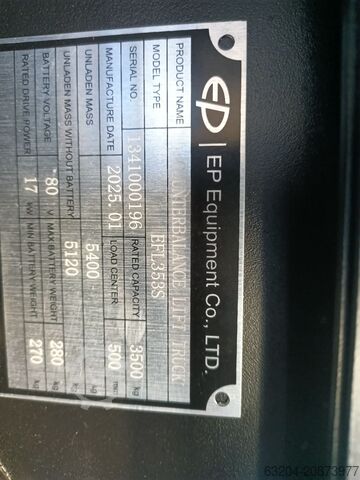 EP | EP Equipment Co., LTD.
PRODUCT NAME LIFT TRUCK
MODEL TYPE EFL353S
SERIAL NO 1341000196 RATED CAPACITY 3500 kg
MANUFACTURE DATE 2025.01 LOAD CENTER 500 mm
UNLADEN MASS 5400 kg
UNLADEN MASS WITHOUT BATTERY 5120 kg
BATTERY VOLTAGE 80 V MAX BATTERY WEIGHT 280 kg
RATED DRIVE POWER 17 kW MIN BATTERY WEIGHT 270 kg
63204-20873977